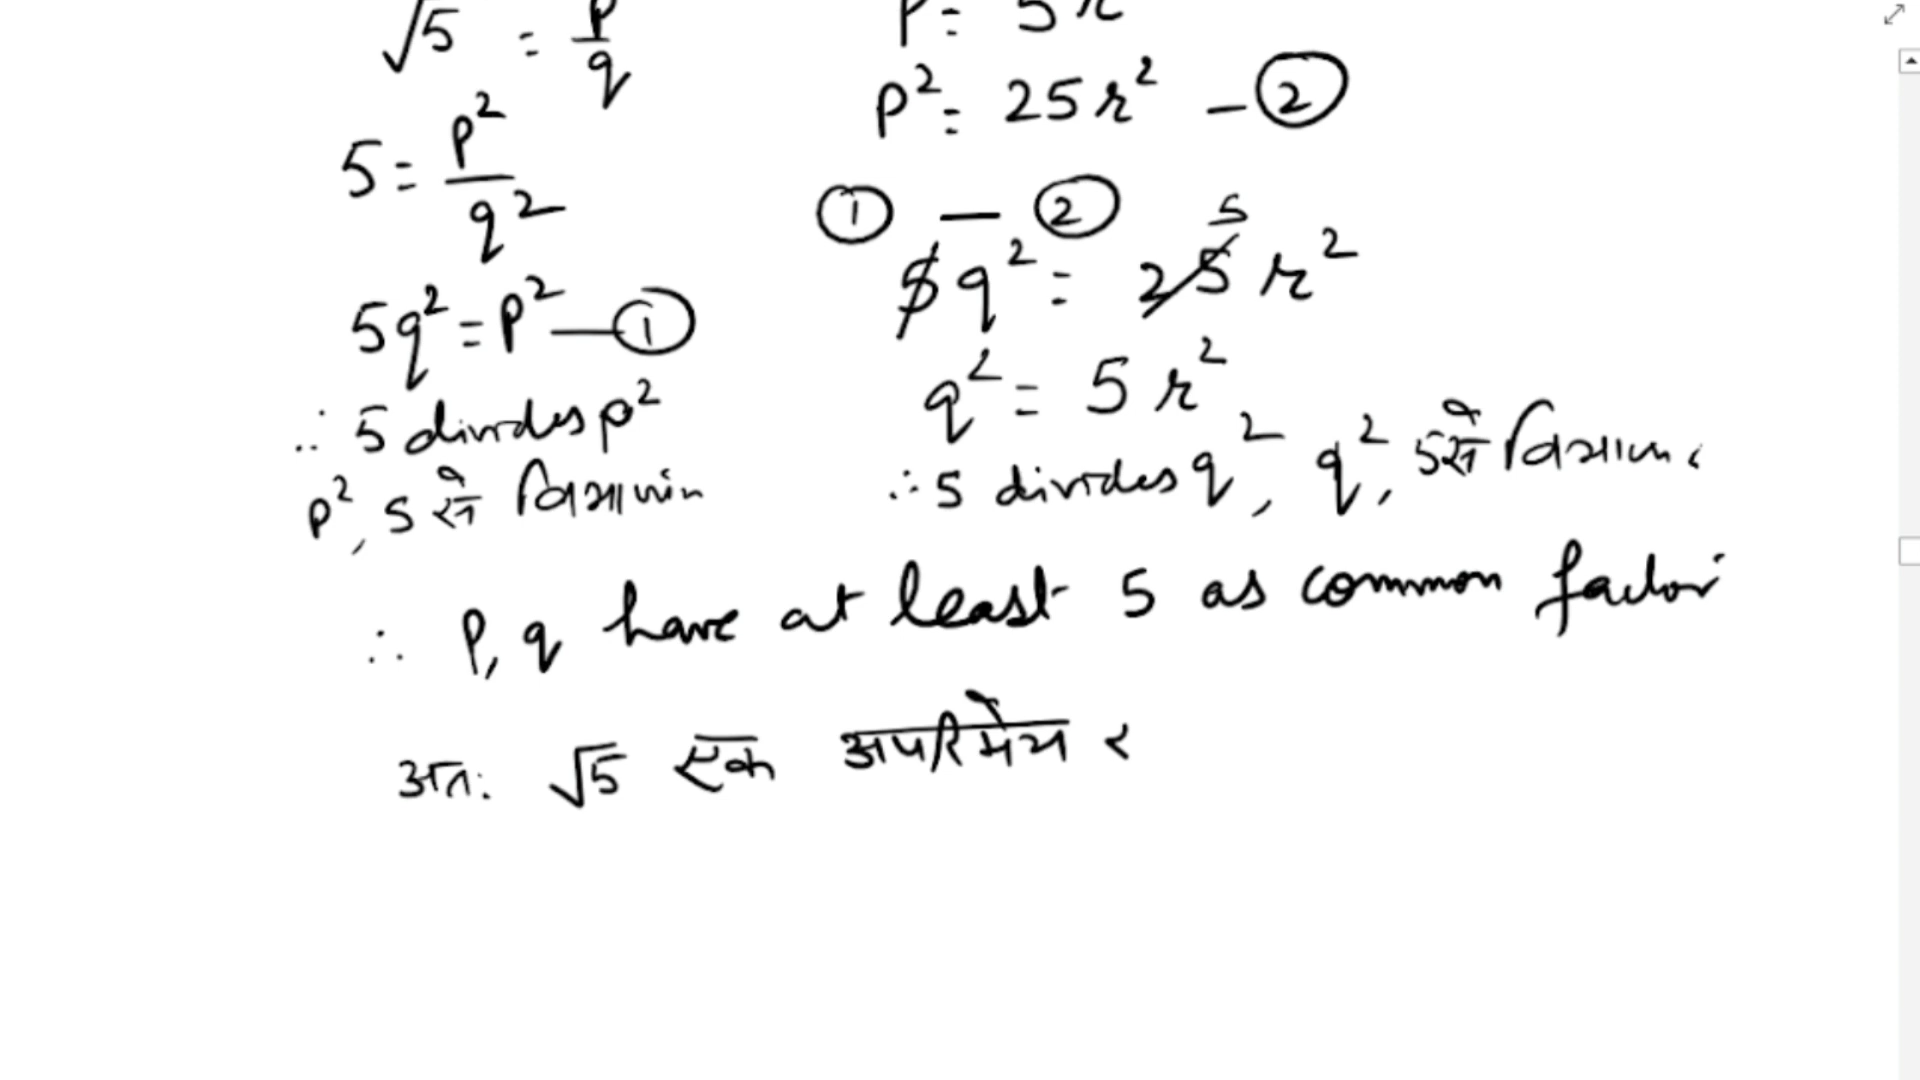 √5 = p/q
5 = p²/q²
5q² = p² — ①
∴ 5 divides p²
p², 5 से
p = 5r
p² = 25r² — ②
① — ②
5q² = 25r² 5
q² = 5r²
∴ 5 divides q², q², 5 से
∴ p, q have at least 5 as common factor
अतः √5 एक अपरिमेय